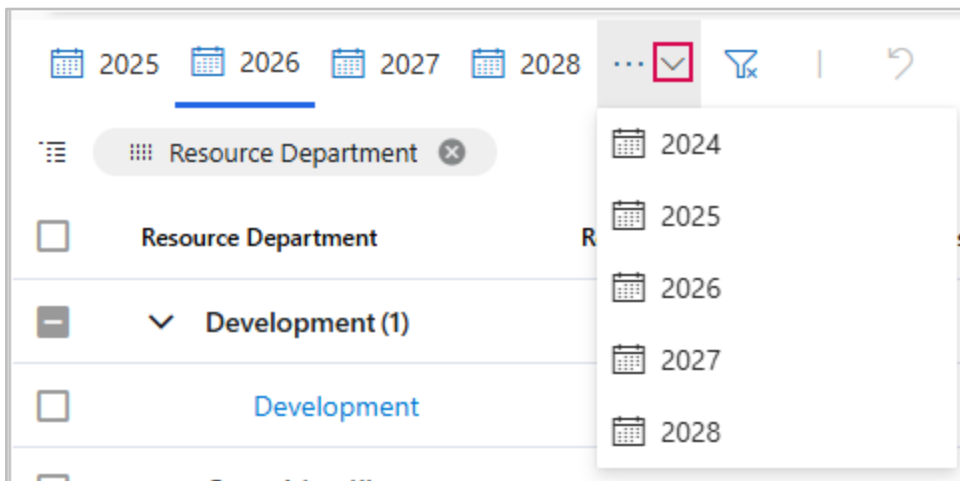 2025 2026 2027 2028 ...
Resource Department
Resource Department R
Development (1)
Development
2024
2025
2026
2027
2028